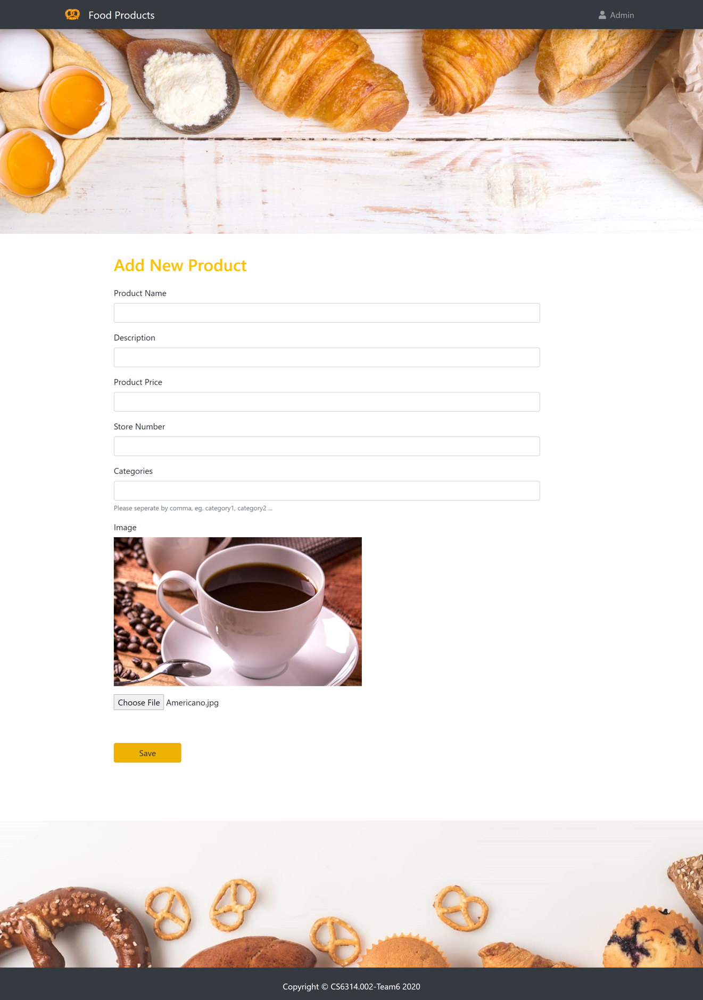 Food Products
Admin
Add New Product
Product Name
Description
Product Price
Store Number
Categories
Please seperate by comma, eg. category1, category2 ...
Image
Choose File Americano.jpg
Save
Copyright © CS6314.002-Team6 2020